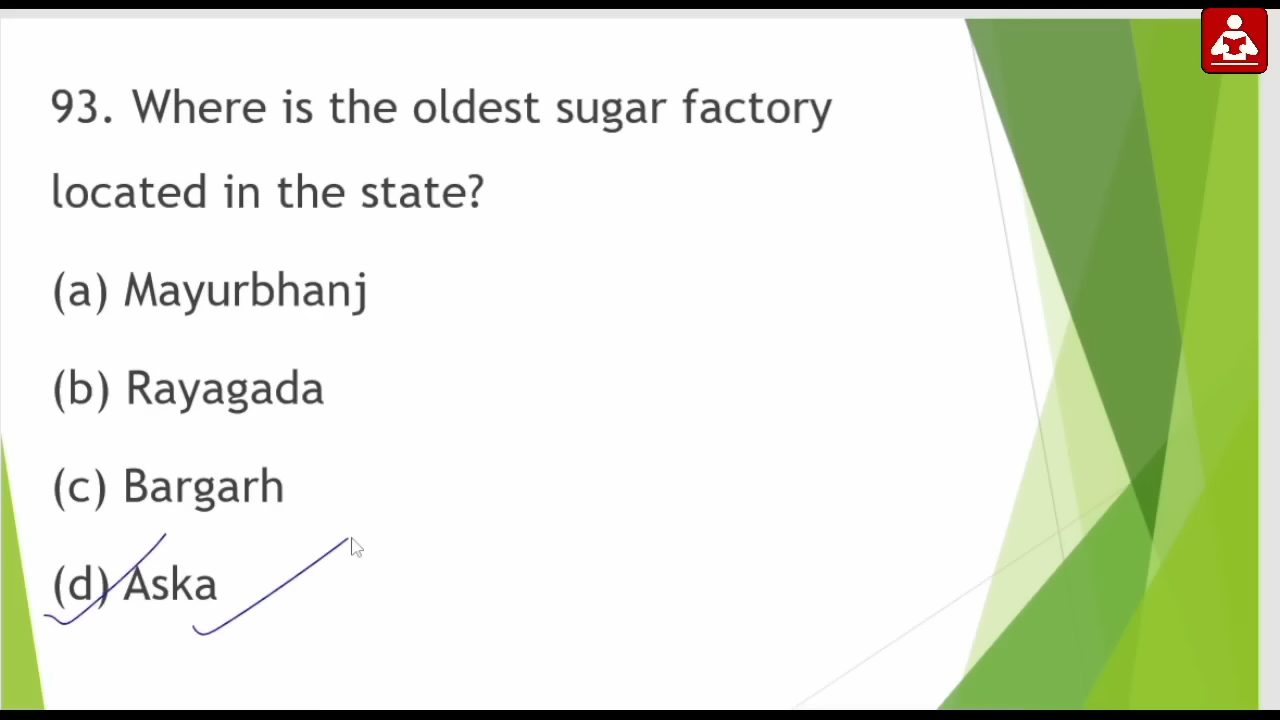 93. Where is the oldest sugar factory
located in the state?
(a) Mayurbhanj
(b) Rayagada
(c) Bargarh
(d) Aska